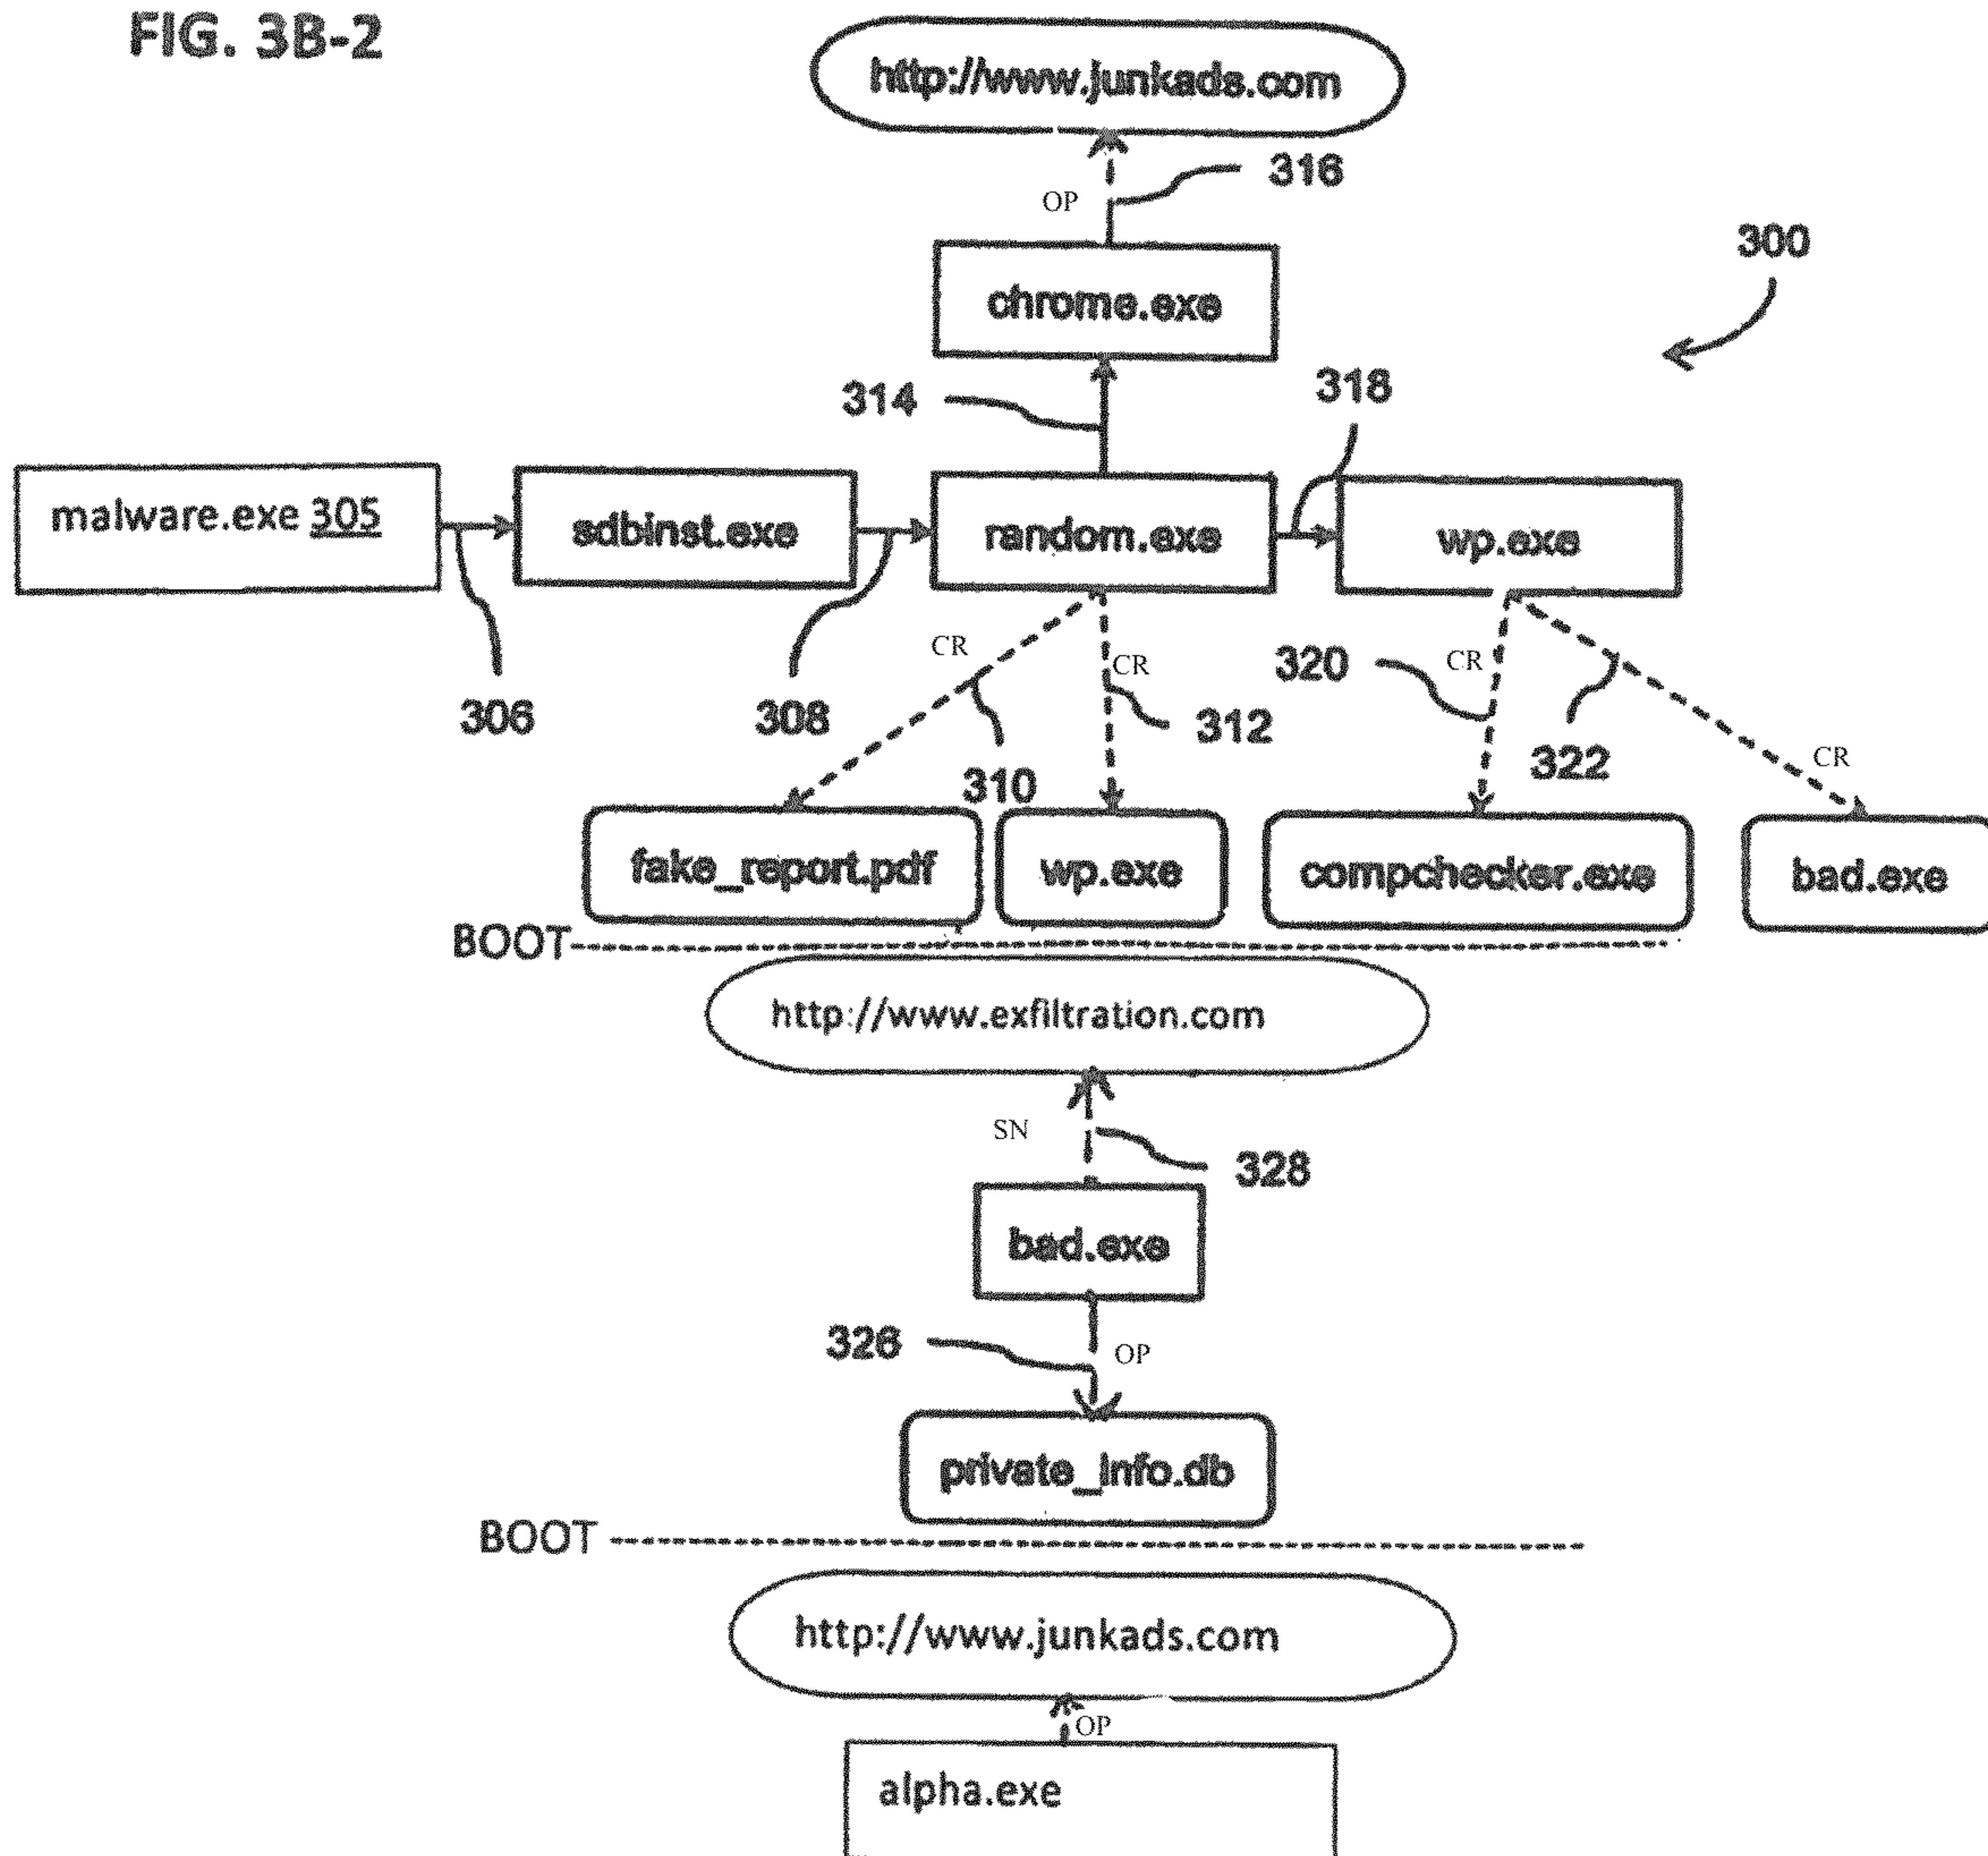 FIG. 3B-2
http://www.junkads.com
316
OP
300
chrome.exe
314
318
malware.exe 305
sdbinst.exe
random.exe
wp.exe
CR
CR
320
CR
306
308
312
310
322
CR
fake_report.pdf
wp.exe
compchecker.exe
bad.exe
BOOT
http://www.exfiltration.com
SN
328
bad.exe
326
OP
private_info.db
BOOT
http://www.junkads.com
OP
alpha.exe